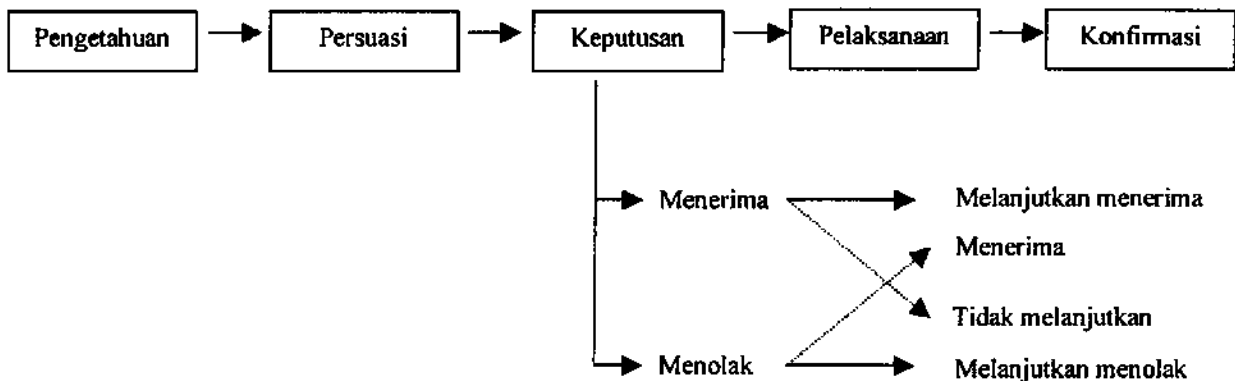 Pengetahuan Persuasi Keputusan Pelaksanaan Konfirmasi
Menerima Melanjutkan menerima
Menerima
Tidak melanjutkan
Menolak Melanjutkan menolak